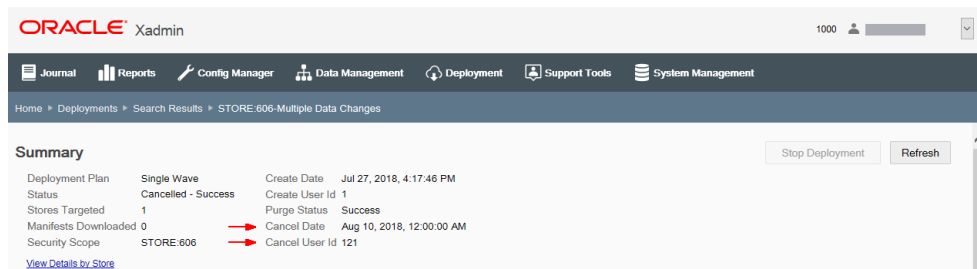 ORACLE® Xadmin 1000
Journal Reports Config Manager Data Management Deployment Support Tools System Management
Home ▸ Deployments ▸ Search Results ▸ STORE:606-Multiple Data Changes
Summary Stop Deployment Refresh
Deployment Plan Single Wave Create Date Jul 27, 2018, 4:17:46 PM
Status Cancelled - Success Create User Id 1
Stores Targeted 1 Purge Status Success
Manifests Downloaded 0 Cancel Date Aug 10, 2018, 12:00:00 AM
Security Scope STORE:606 Cancel User Id 121
View Details by Store